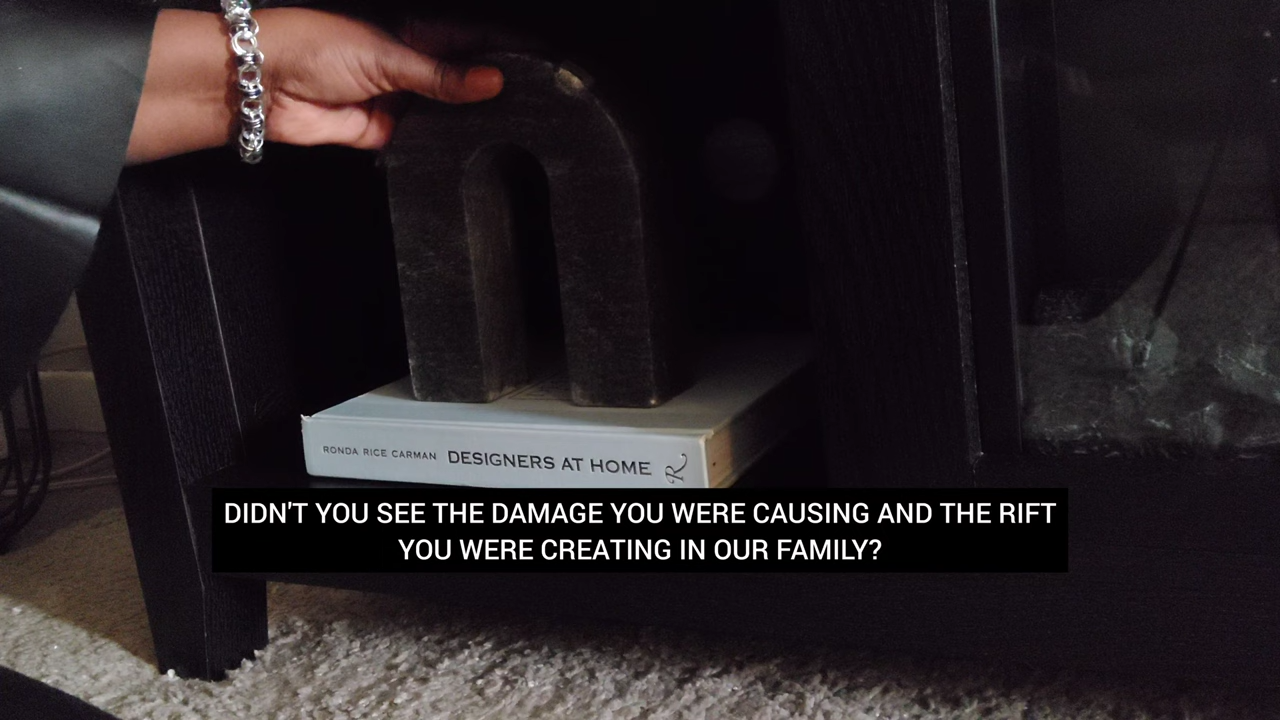 RONDA RICE CARMAN DESIGNERS AT HOME R
DIDN'T YOU SEE THE DAMAGE YOU WERE CAUSING AND THE RIFT
YOU WERE CREATING IN OUR FAMILY?